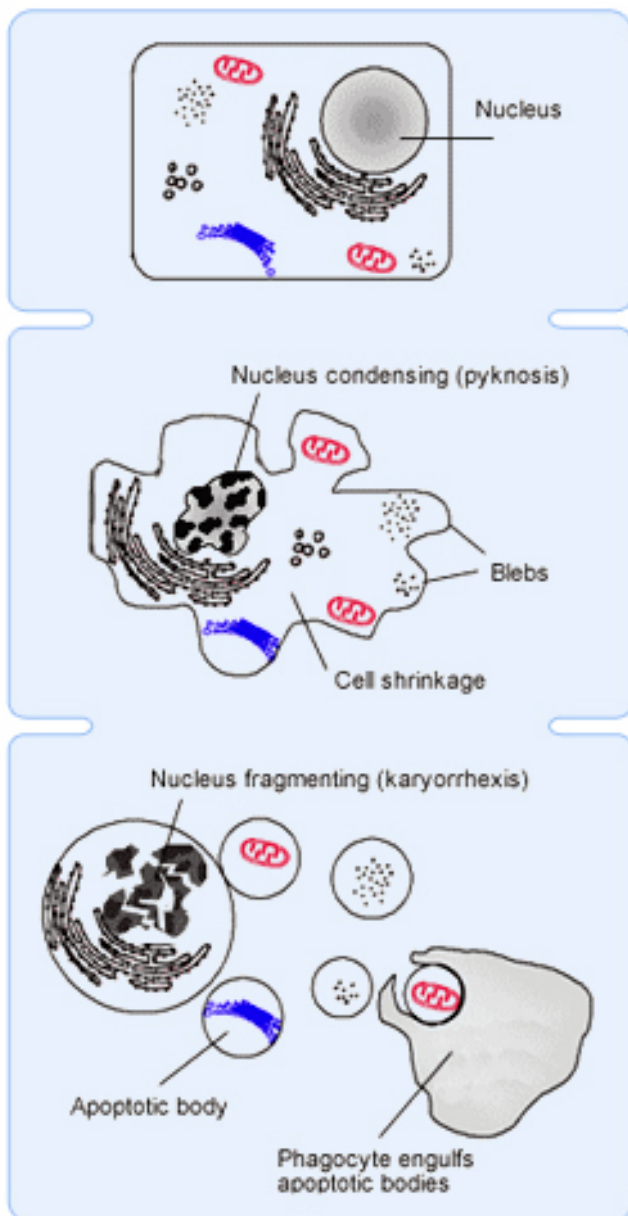 Nucleus
Nucleus condensing (pyknosis)
Blebs
Cell shrinkage
Nucleus fragmenting (karyorrhexis)
Apoptotic body
Phagocyte engulfs
apoptotic bodies